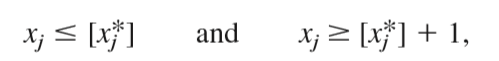 xⱼ ≤ [xⱼ*] and xⱼ ≥ [xⱼ*] + 1,